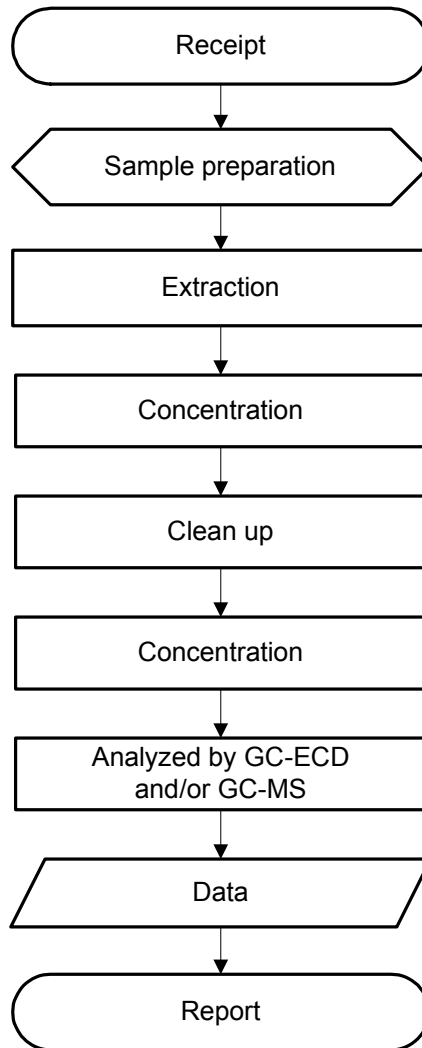 Receipt
Sample preparation
Extraction
Concentration
Clean up
Concentration
Analyzed by GC-ECD
and/or GC-MS
Data
Report